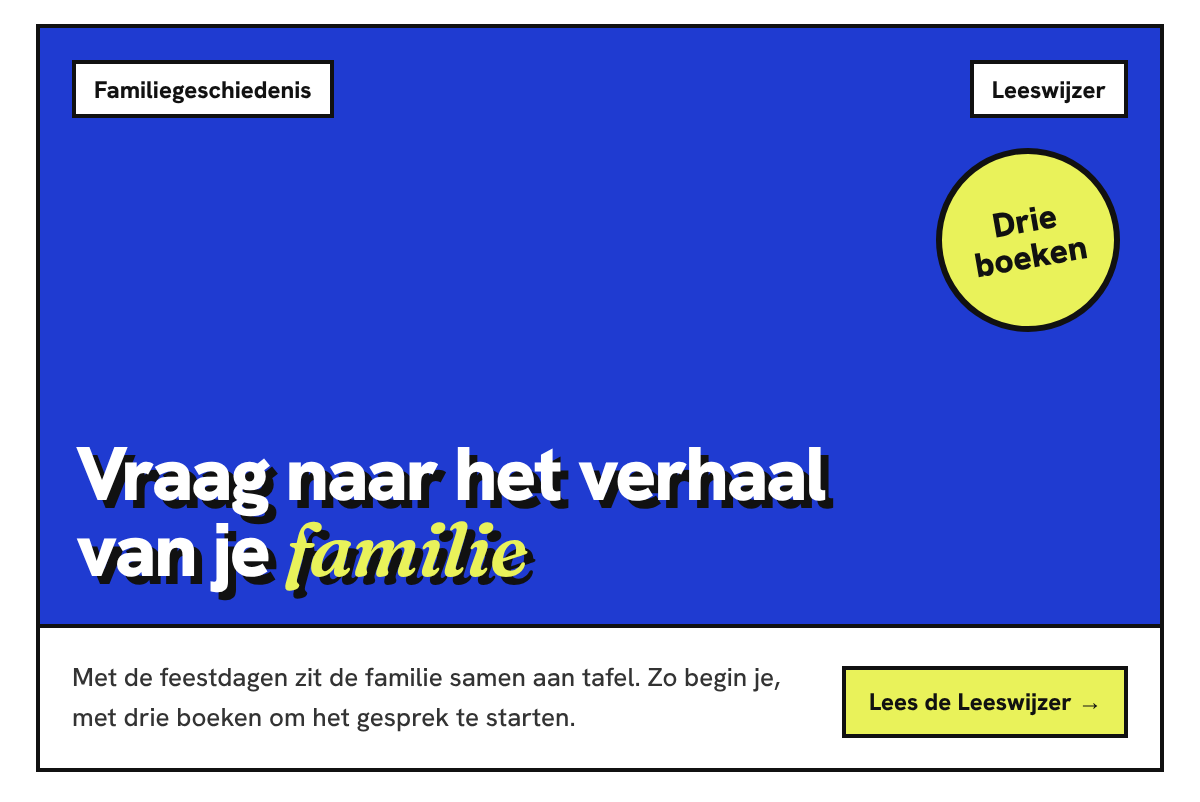 Familiegeschiedenis
Leeswijzer
Drie
boeken
Vraag naar het verhaal
van je familie
Met de feestdagen zit de familie samen aan tafel. Zo begin je,
met drie boeken om het gesprek te starten.
Lees de Leeswijzer →